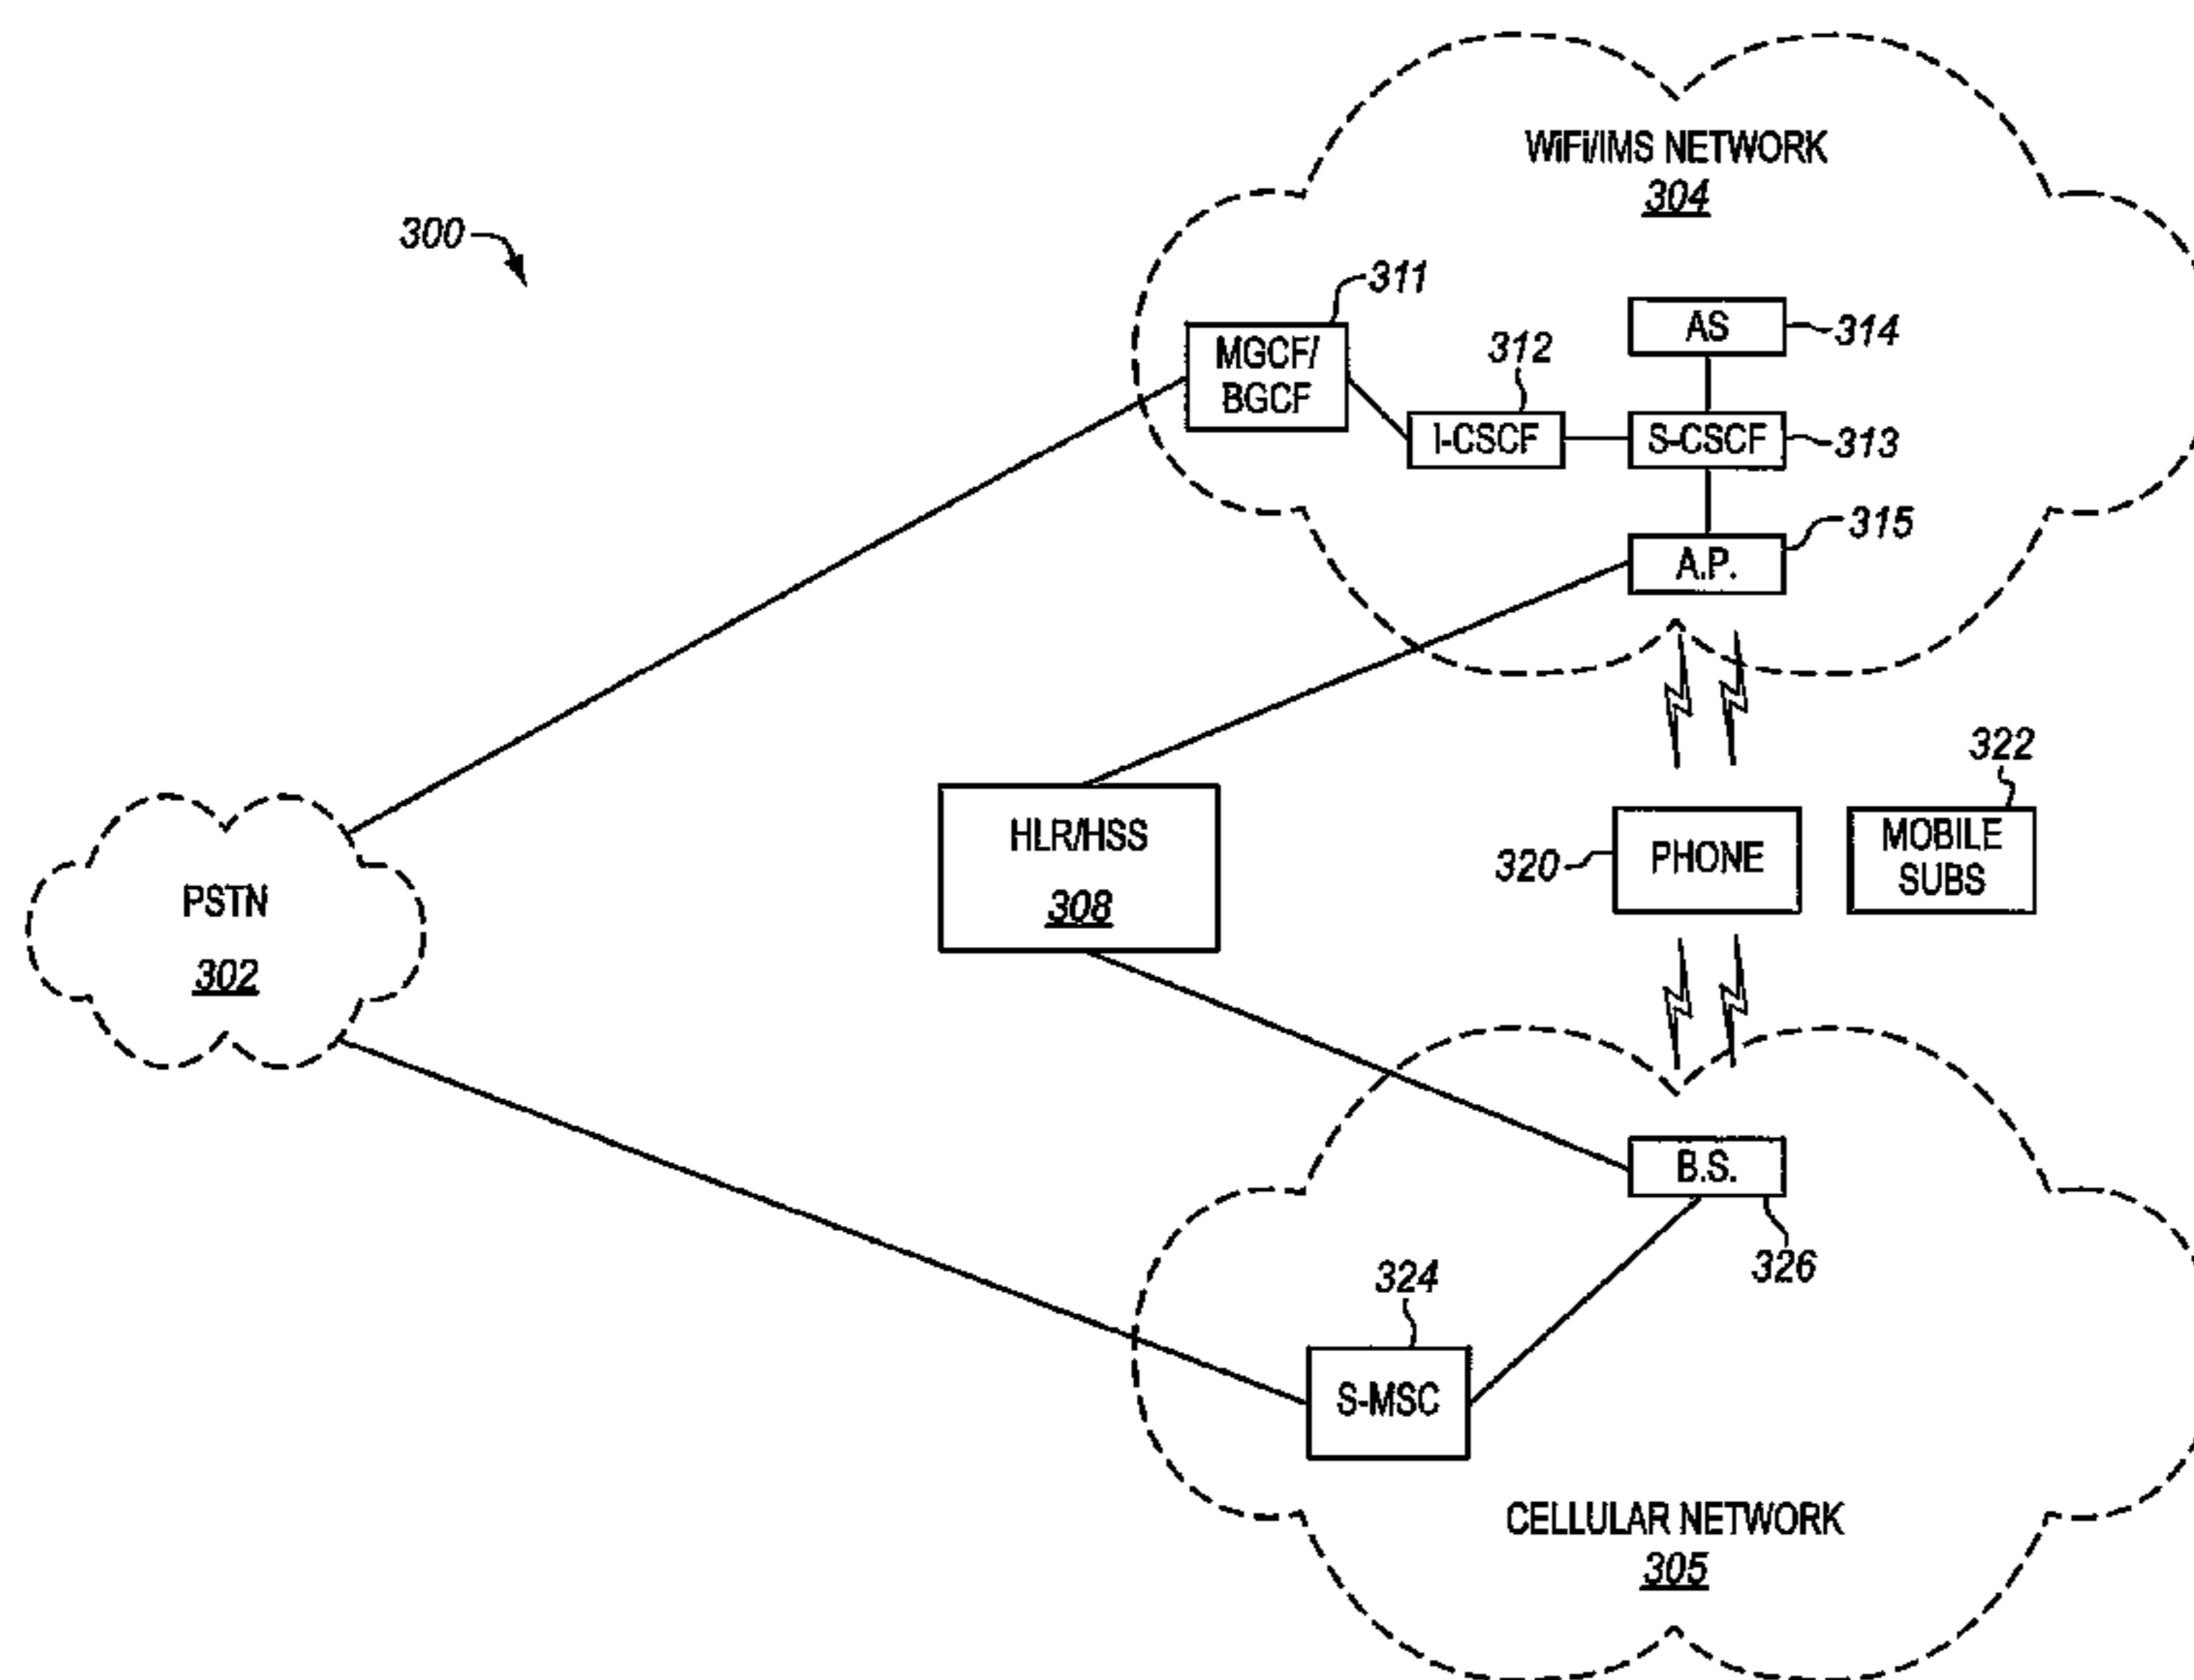 WiFi/IMS NETWORK
304
300
311
MGCF/
BGCF
312
I-CSCF
AS
314
S-CSCF
313
315
A.P.
322
HLR/HSS
308
320
PHONE
MOBILE
SUBS
PSTN
302
B.S.
326
324
S-MSC
CELLULAR NETWORK
305